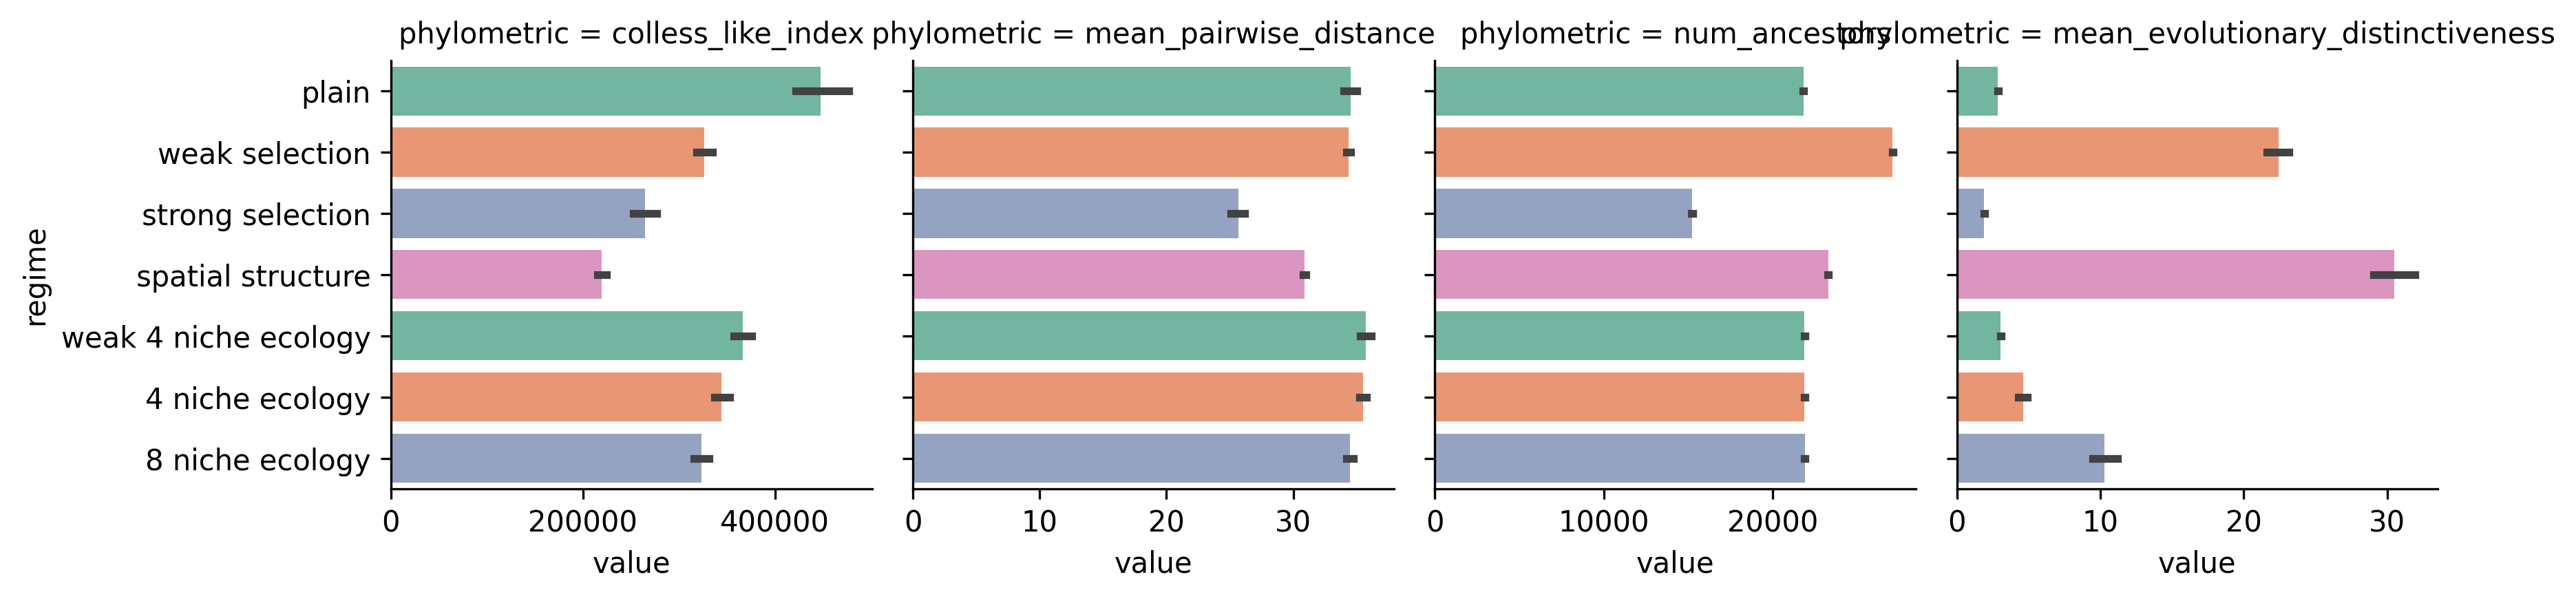 phylometric = colless_like_index
phylometric = mean_pairwise_distance
phylometric = num_ancestors
phylometric = mean_evolutionary_distinctiveness
regime
plain
weak selection
strong selection
spatial structure
weak 4 niche ecology
4 niche ecology
8 niche ecology
0 200000 400000
value
0 10 20 30
value
0 10000 20000
value
0 10 20 30
value